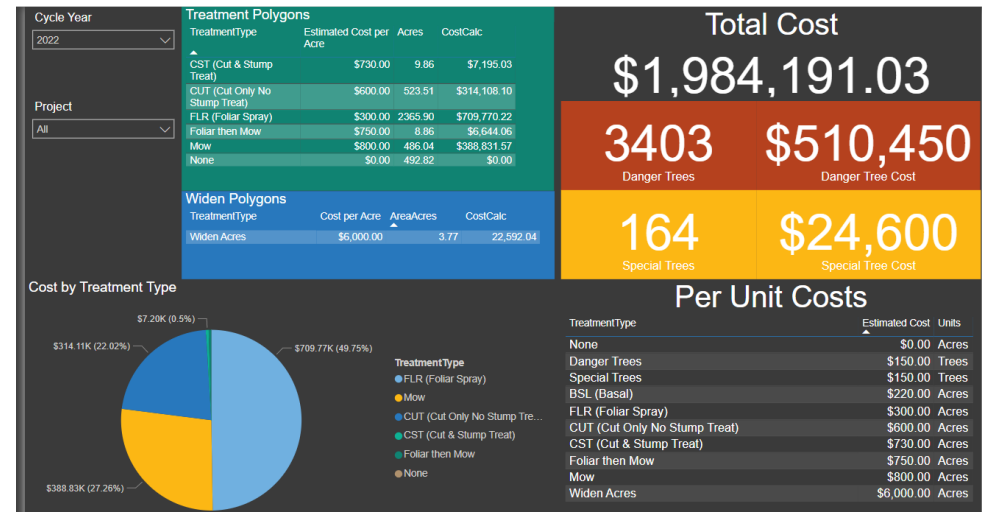 Cycle Year
2022
Project
All
Treatment Polygons
TreatmentType Estimated Cost per Acre Acres CostCalc
CST (Cut & Stump Treat) $730.00 9.86 $7,195.03
CUT (Cut Only No Stump Treat) $600.00 523.51 $314,108.10
FLR (Foliar Spray) $300.00 2365.90 $709,770.22
Foliar then Mow $750.00 8.86 $6,644.06
Mow $800.00 486.04 $388,831.57
None $0.00 492.82 $0.00
Widen Polygons
TreatmentType Cost per Acre AreaAcres CostCalc
Widen Acres $6,000.00 3.77 22,592.04
Total Cost
$1,984,191.03
3403 $510,450
Danger Trees Danger Tree Cost
164 $24,600
Special Trees Special Tree Cost
Cost by Treatment Type
$7.20K (0.5%)
$314.11K (22.02%)
$709.77K (49.75%)
$388.83K (27.26%)
TreatmentType
FLR (Foliar Spray)
Mow
CUT (Cut Only No Stump Tre...
CST (Cut & Stump Treat)
Foliar then Mow
None
Per Unit Costs
TreatmentType Estimated Cost Units
None $0.00 Acres
Danger Trees $150.00 Trees
Special Trees $150.00 Trees
BSL (Basal) $220.00 Acres
FLR (Foliar Spray) $300.00 Acres
CUT (Cut Only No Stump Treat) $600.00 Acres
CST (Cut & Stump Treat) $730.00 Acres
Foliar then Mow $750.00 Acres
Mow $800.00 Acres
Widen Acres $6,000.00 Acres